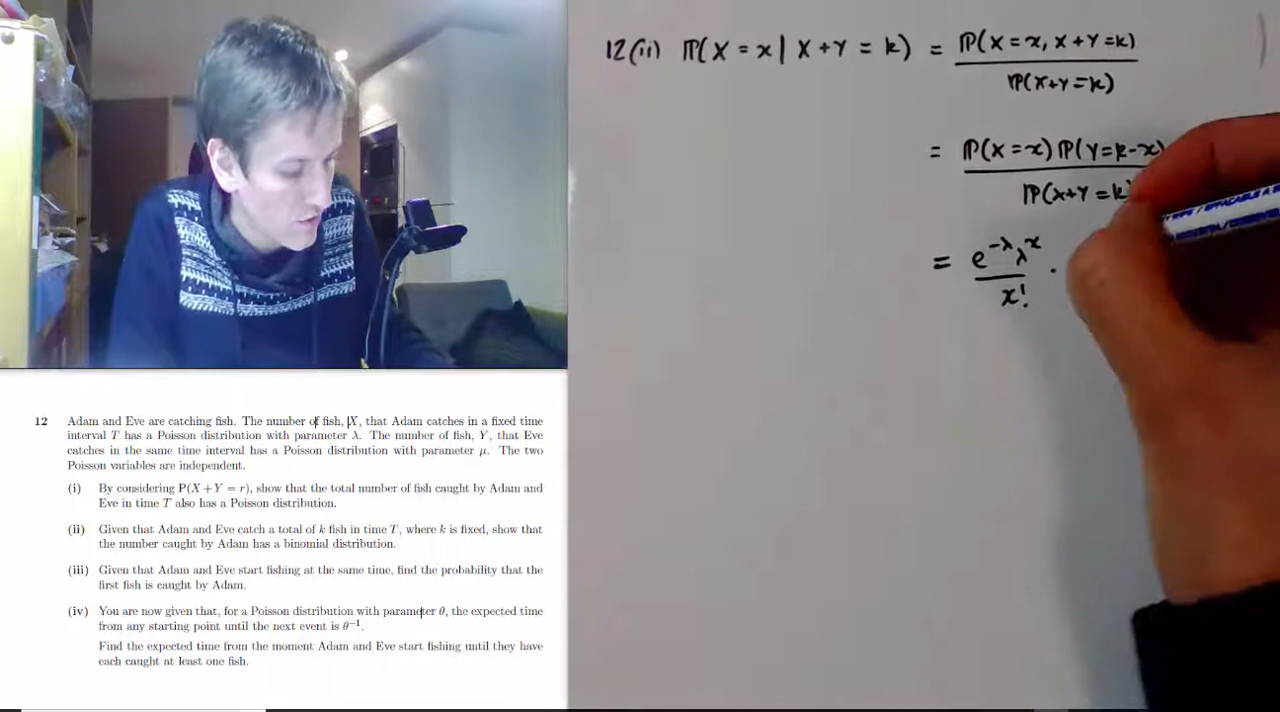 12(ii) ℙ(X = x | X + Y = k) = ℙ(X = x, X + Y = k) / ℙ(X+Y = k)
= ℙ(X = x) ℙ(Y = k - x) / ℙ(X+Y = k)
= e^{-λ} λ^x / x! ·
12 Adam and Eve are catching fish. The number of fish, X, that Adam catches in a fixed time
interval T has a Poisson distribution with parameter λ. The number of fish, Y, that Eve
catches in the same time interval has a Poisson distribution with parameter μ. The two
Poisson variables are independent.
(i) By considering P(X + Y = r), show that the total number of fish caught by Adam and
Eve in time T also has a Poisson distribution.
(ii) Given that Adam and Eve catch a total of k fish in time T, where k is fixed, show that
the number caught by Adam has a binomial distribution.
(iii) Given that Adam and Eve start fishing at the same time, find the probability that the
first fish is caught by Adam.
(iv) You are now given that, for a Poisson distribution with parameter θ, the expected time
from any starting point until the next event is θ⁻¹.
Find the expected time from the moment Adam and Eve start fishing until they have
each caught at least one fish.